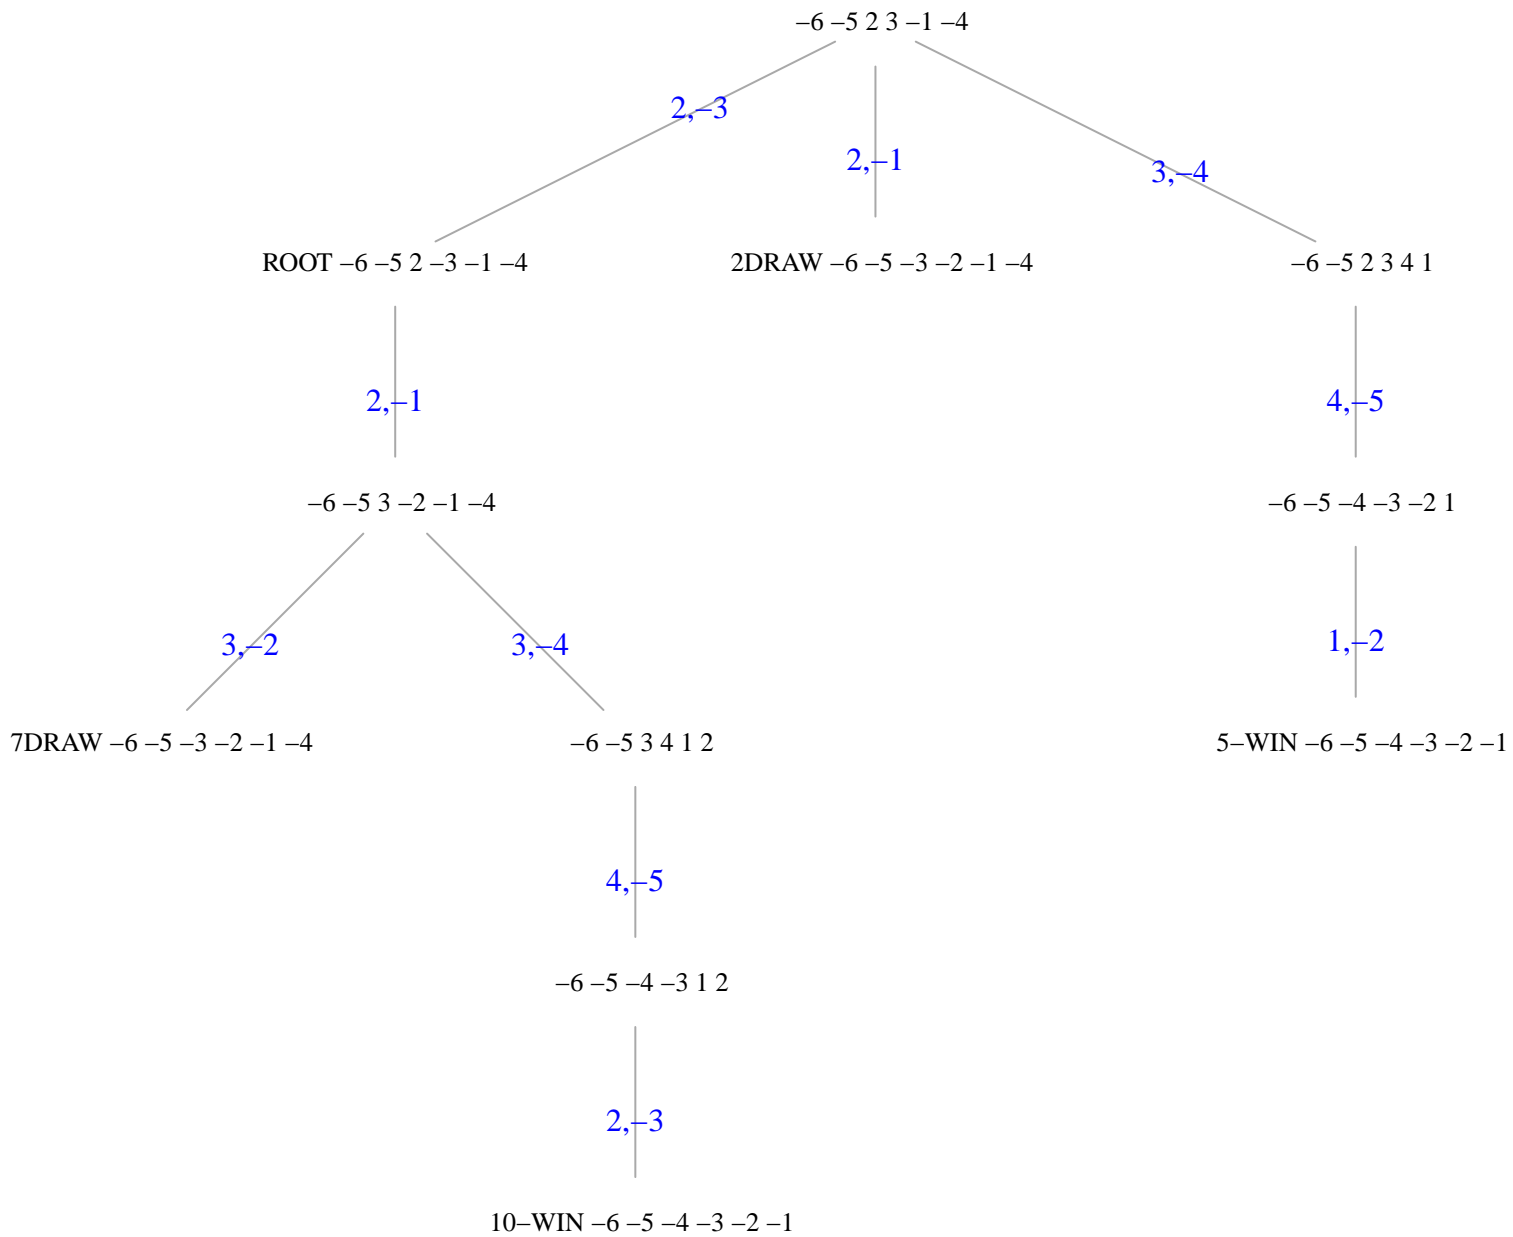 –6 –5 2 3 –1 –4
2,–3
2,–1
3,–4
ROOT –6 –5 2 –3 –1 –4
2DRAW –6 –5 –3 –2 –1 –4
–6 –5 2 3 4 1
2,–1
4,–5
–6 –5 3 –2 –1 –4
–6 –5 –4 –3 –2 1
3,–2
3,–4
1,–2
7DRAW –6 –5 –3 –2 –1 –4
–6 –5 3 4 1 2
5–WIN –6 –5 –4 –3 –2 –1
4,–5
–6 –5 –4 –3 1 2
2,–3
10–WIN –6 –5 –4 –3 –2 –1